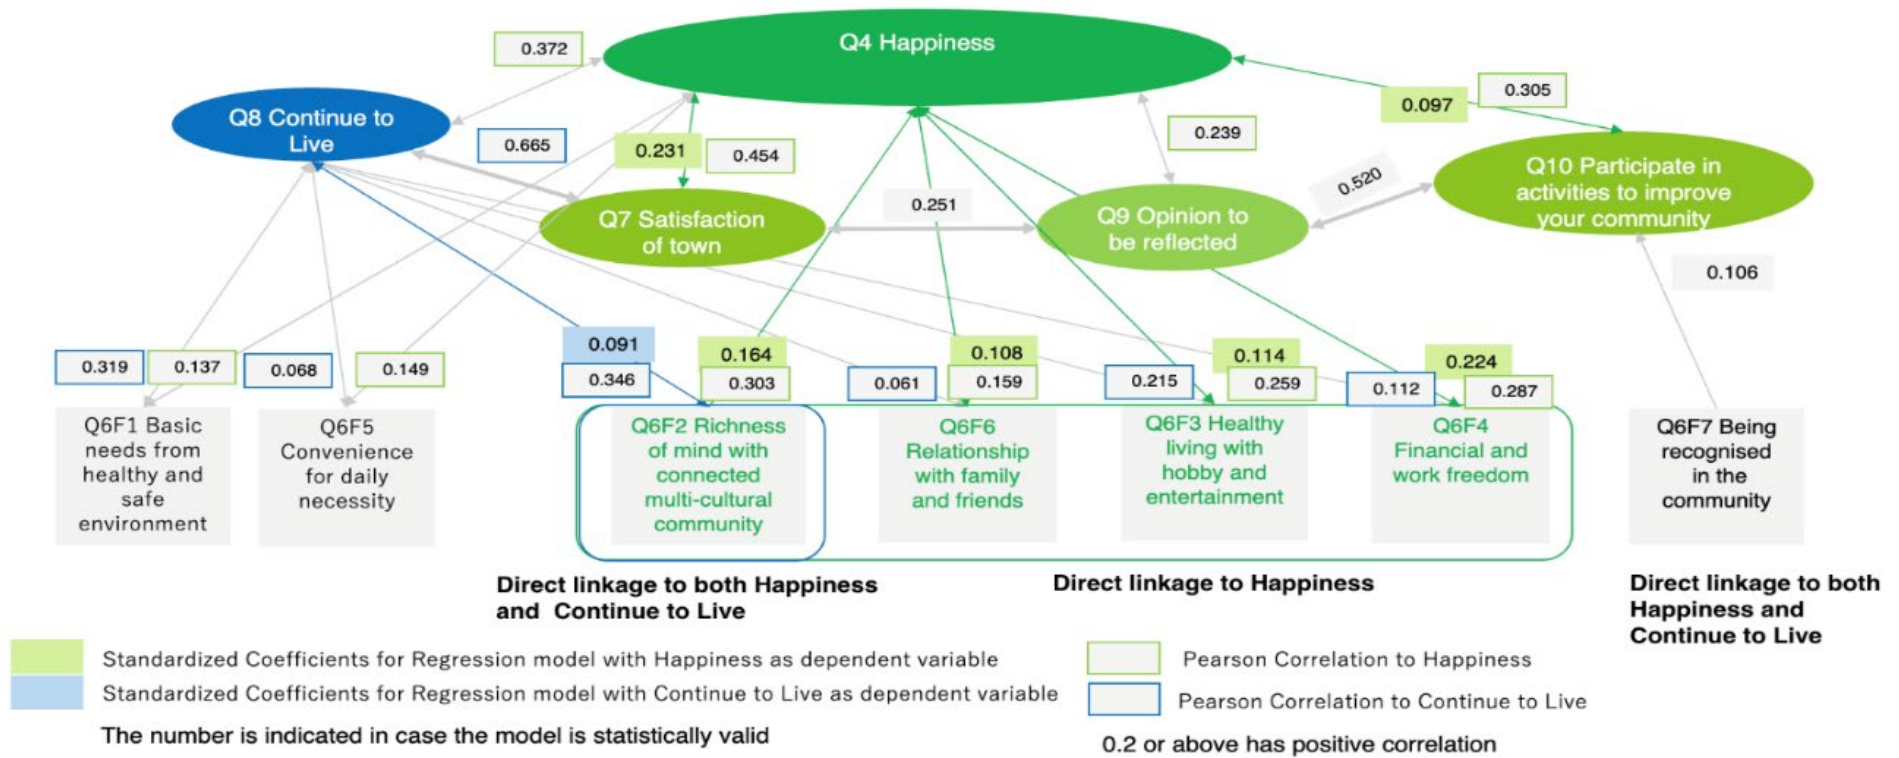 0.372
Q4 Happiness
0.305
0.097
Q8 Continue to
Live
0.665
0.231
0.454
0.239
Q10 Participate in
activities to improve
your community
0.520
0.251
Q7 Satisfaction
of town
Q9 Opinion to
be reflected
0.106
0.319
0.137
0.068
0.149
0.091
0.346
0.164
0.303
0.061
0.108
0.159
0.215
0.114
0.259
0.112
0.224
0.287
Q6F1 Basic
needs from
healthy and
safe
environment
Q6F5
Convenience
for daily
necessity
Q6F2 Richness
of mind with
connected
multi-cultural
community
Q6F6
Relationship
with family
and friends
Q6F3 Healthy
living with
hobby and
entertainment
Q6F4
Financial and
work freedom
Q6F7 Being
recognised
in the
community
Direct linkage to both Happiness
and Continue to Live
Direct linkage to Happiness
Direct linkage to both
Happiness and
Continue to Live
Standardized Coefficients for Regression model with Happiness as dependent variable
Standardized Coefficients for Regression model with Continue to Live as dependent variable
The number is indicated in case the model is statistically valid
Pearson Correlation to Happiness
Pearson Correlation to Continue to Live
0.2 or above has positive correlation